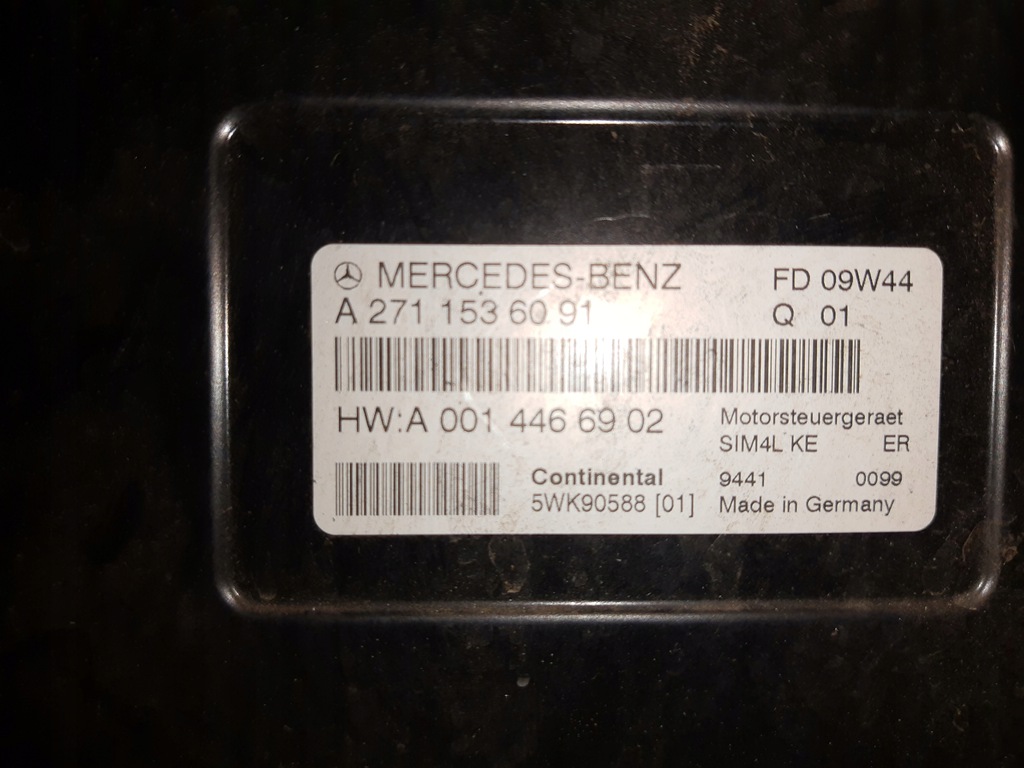 MERCEDES-BENZ FD 09W44
A 271 153 60 91 Q 01
HW:A 001 446 69 02
Motorsteuergeraet
SIM4L KE ER
Continental 9441 0099
5WK90588 [01] Made in Germany